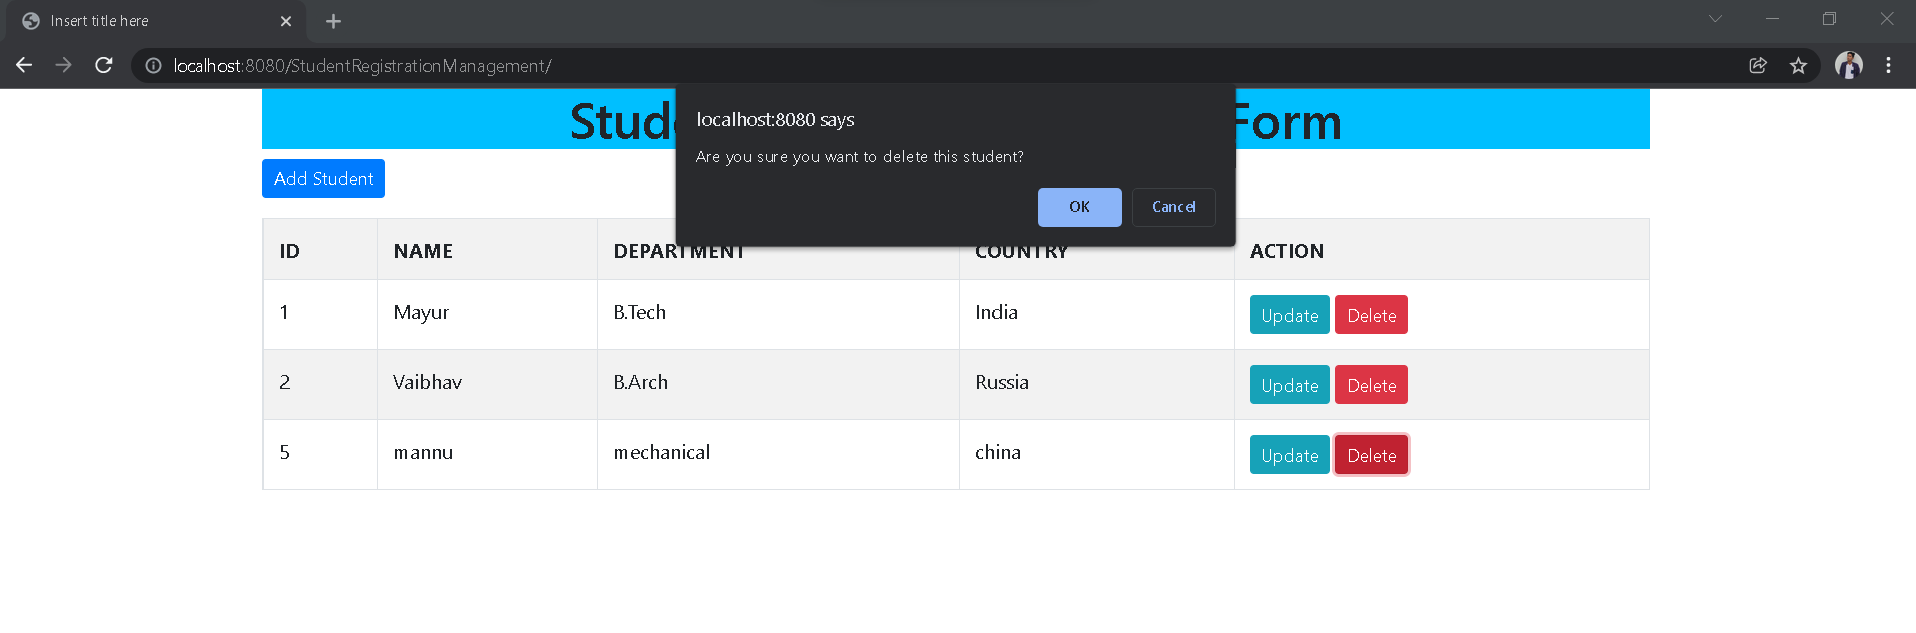 Insert title here
localhost:8080/StudentRegistrationManagement/
localhost:8080 says
Are you sure you want to delete this student?
OK Cancel
Form
Add Student
ID NAME DEPARTMENT COUNTRY ACTION
1 Mayur B.Tech India Update Delete
2 Vaibhav B.Arch Russia Update Delete
5 mannu mechanical china Update Delete